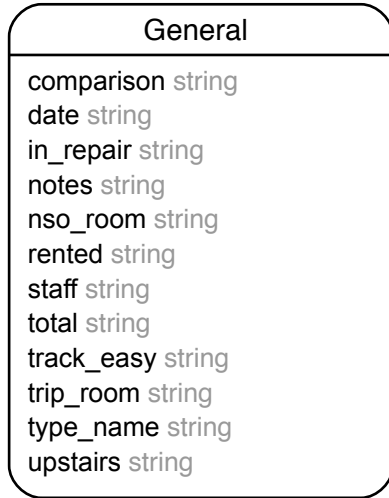 General
comparison string
date string
in_repair string
notes string
nso_room string
rented string
staff string
total string
track_easy string
trip_room string
type_name string
upstairs string